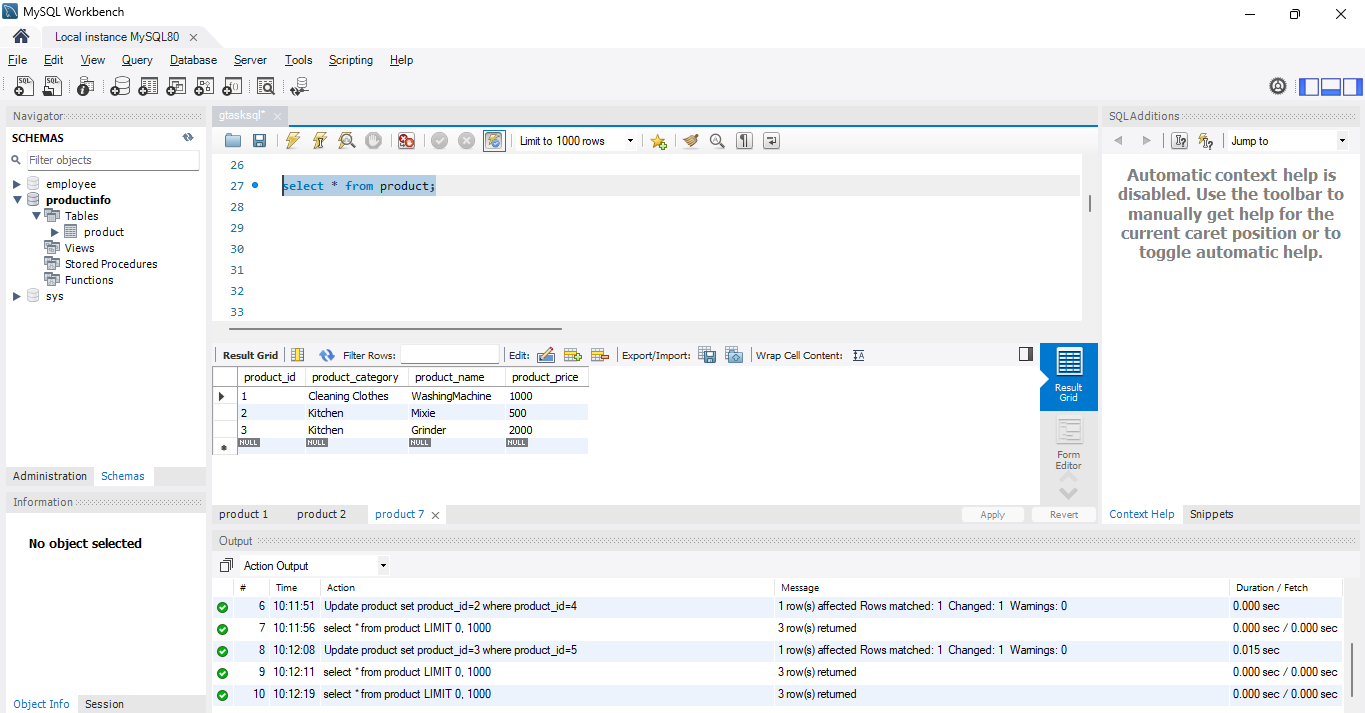 MySQL Workbench
Local instance MySQL80
File Edit View Query Database Server Tools Scripting Help
Navigator
SCHEMAS
Filter objects
employee
productinfo
Tables
product
Views
Stored Procedures
Functions
sys
Administration Schemas
Information
No object selected
Object Info Session
gtasksql*
Limit to 1000 rows
26
27 select * from product;
28
29
30
31
32
33
Result Grid Filter Rows: Edit: Export/Import: Wrap Cell Content:
product_id product_category product_name product_price
1 Cleaning Clothes WashingMachine 1000
2 Kitchen Mixie 500
3 Kitchen Grinder 2000
NULL NULL NULL NULL
Result Grid
Form Editor
product 1 product 2 product 7 Apply Revert
SQLAdditions
Jump to
Automatic context help is
disabled. Use the toolbar to
manually get help for the
current caret position or to
toggle automatic help.
Context Help Snippets
Output
Action Output
# Time Action Message Duration / Fetch
6 10:11:51 Update product set product_id=2 where product_id=4 1 row(s) affected Rows matched: 1 Changed: 1 Warnings: 0 0.000 sec
7 10:11:56 select * from product LIMIT 0, 1000 3 row(s) returned 0.000 sec / 0.000 sec
8 10:12:08 Update product set product_id=3 where product_id=5 1 row(s) affected Rows matched: 1 Changed: 1 Warnings: 0 0.015 sec
9 10:12:11 select * from product LIMIT 0, 1000 3 row(s) returned 0.000 sec / 0.000 sec
10 10:12:19 select * from product LIMIT 0, 1000 3 row(s) returned 0.000 sec / 0.000 sec